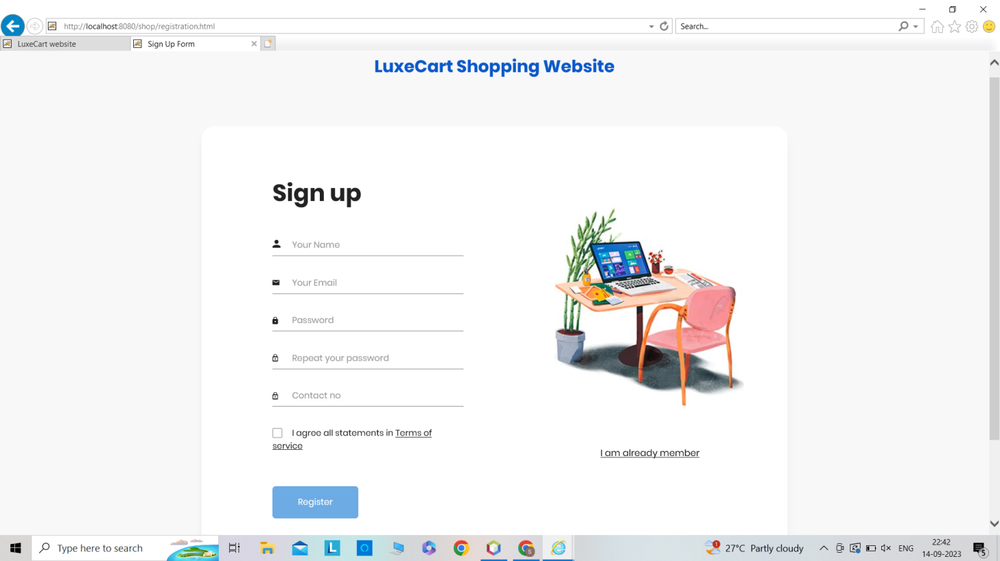 http://localhost:8080/shop/registration.html
Search...
LuxeCart website
Sign Up Form
LuxeCart Shopping Website
Sign up
Your Name
Your Email
Password
Repeat your password
Contact no
I agree all statements in Terms of
service
I am already member
Register
Type here to search
L
S
1
27°C Partly cloudy
ENG
22:42
14-09-2023
5